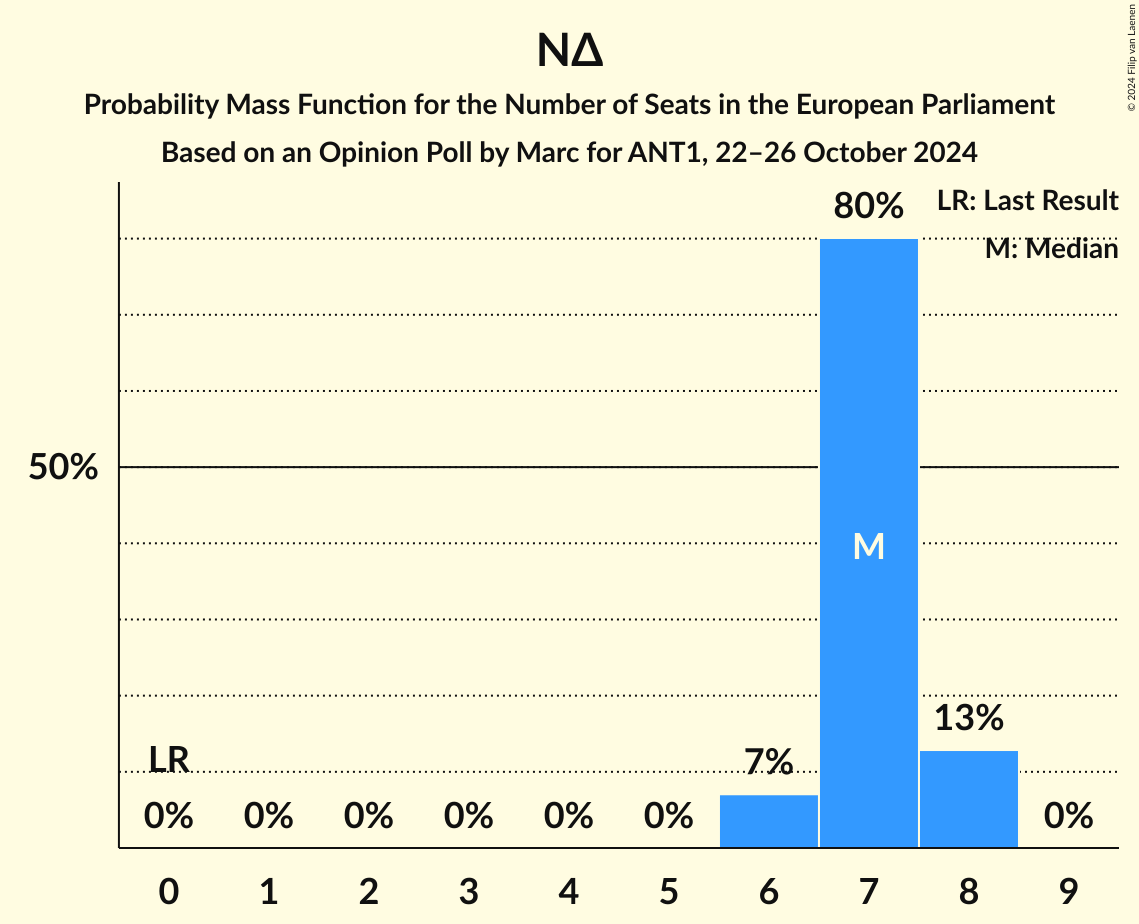 ΝΔ
Probability Mass Function for the Number of Seats in the European Parliament
Based on an Opinion Poll by Marc for ANT1, 22–26 October 2024
© 2024 Filip van Laenen
LR: Last Result
M: Median
50%
LR
0%
0%
0%
0%
0%
0%
7%
80%
M
13%
0%
0 1 2 3 4 5 6 7 8 9